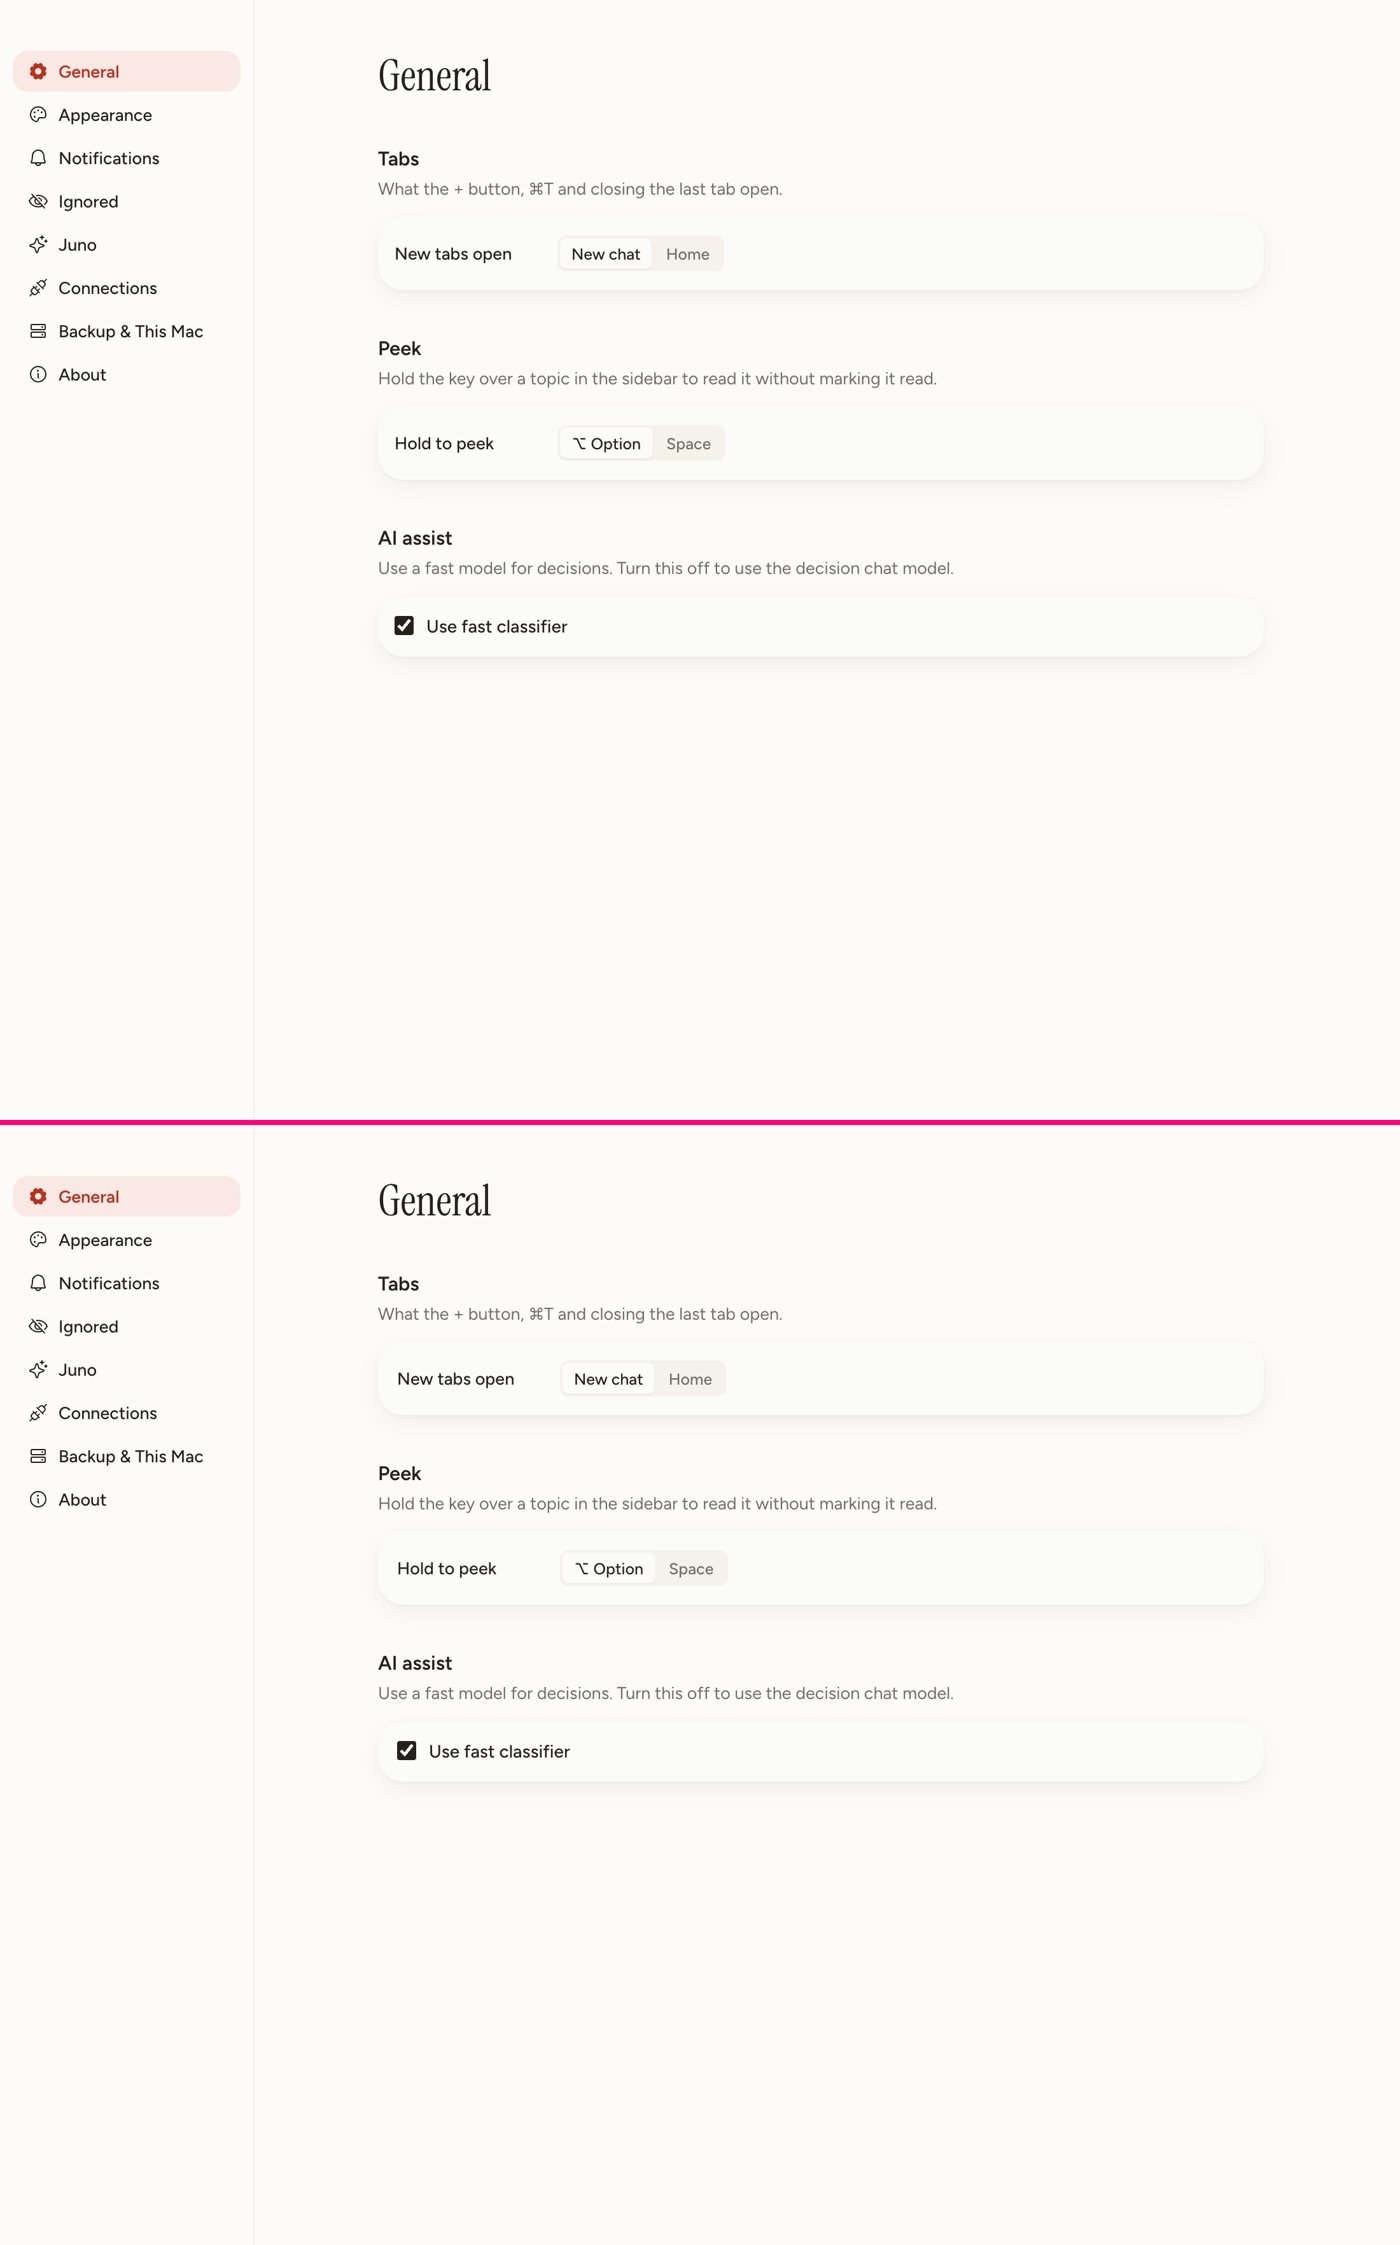 General
Appearance
Notifications
Ignored
Juno
Connections
Backup & This Mac
About
General
Tabs
What the + button, ⌘T and closing the last tab open.
New tabs open New chat Home
Peek
Hold the key over a topic in the sidebar to read it without marking it read.
Hold to peek ⌥ Option Space
AI assist
Use a fast model for decisions. Turn this off to use the decision chat model.
Use fast classifier
General
Appearance
Notifications
Ignored
Juno
Connections
Backup & This Mac
About
General
Tabs
What the + button, ⌘T and closing the last tab open.
New tabs open New chat Home
Peek
Hold the key over a topic in the sidebar to read it without marking it read.
Hold to peek ⌥ Option Space
AI assist
Use a fast model for decisions. Turn this off to use the decision chat model.
Use fast classifier